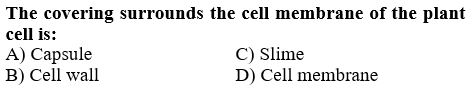 The covering surrounds the cell membrane of the plant
cell is:
A) Capsule C) Slime
B) Cell wall D) Cell membrane